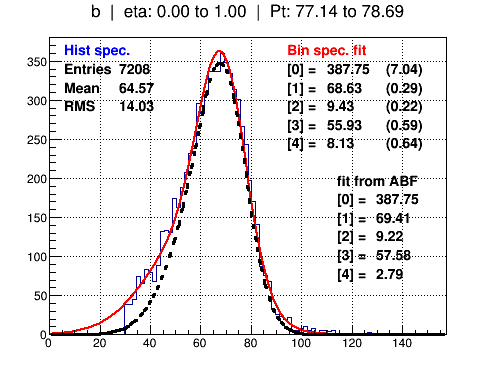 b | eta: 0.00 to 1.00 | Pt: 77.14 to 78.69
Hist spec.
Entries 7208
Mean 64.57
RMS 14.03
Bin spec. fit
[0] = 387.75 (7.04)
[1] = 68.63 (0.29)
[2] = 9.43 (0.22)
[3] = 55.93 (0.59)
[4] = 8.13 (0.64)
fit from ABF
[0] = 387.75
[1] = 69.41
[2] = 9.22
[3] = 57.58
[4] = 2.79
350
300
250
200
150
100
50
0
0 20 40 60 80 100 120 140